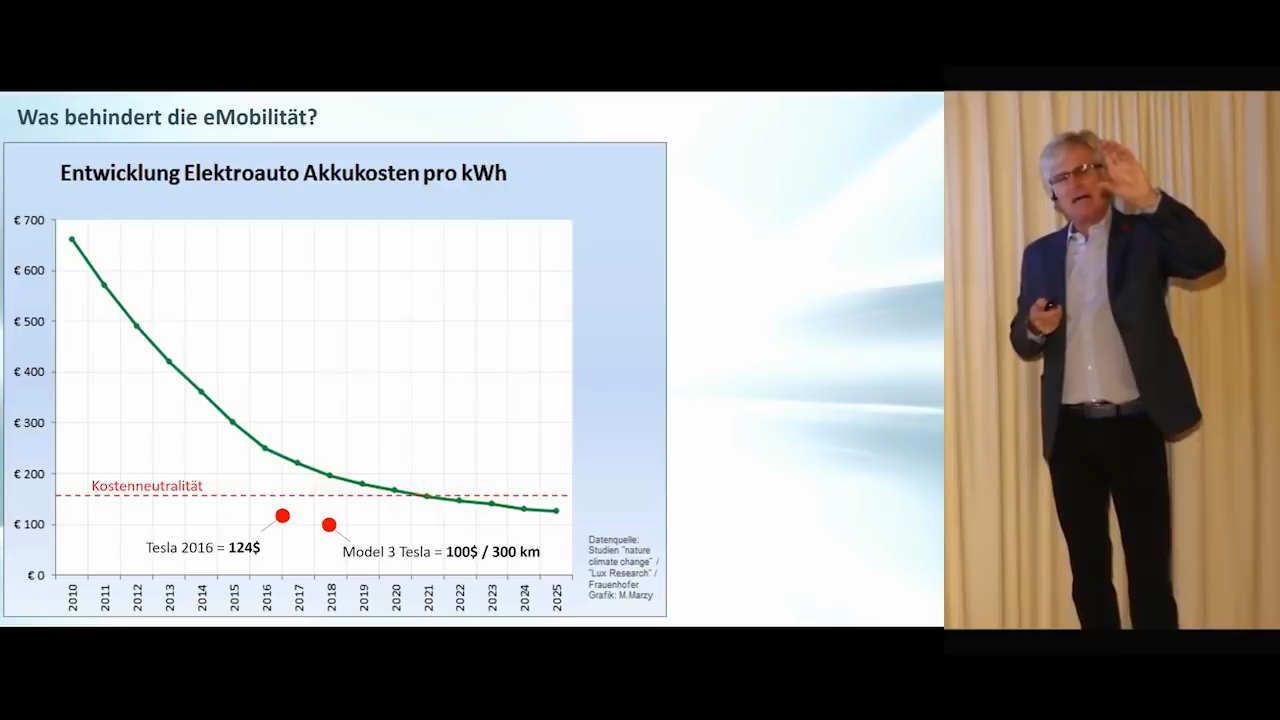 Was behindert die eMobilität?
Entwicklung Elektroauto Akkukosten pro kWh
€ 700
€ 600
€ 500
€ 400
€ 300
€ 200
€ 100
€ 0
Kostenneutralität
Tesla 2016 = 124$
Model 3 Tesla = 100$ / 300 km
2010
2011
2012
2013
2014
2015
2016
2017
2018
2019
2020
2021
2022
2023
2024
2025
Datenquelle:
Studien "nature
climate change" /
"Lux Research" /
Frauenhofer
Grafik: M.Marzy